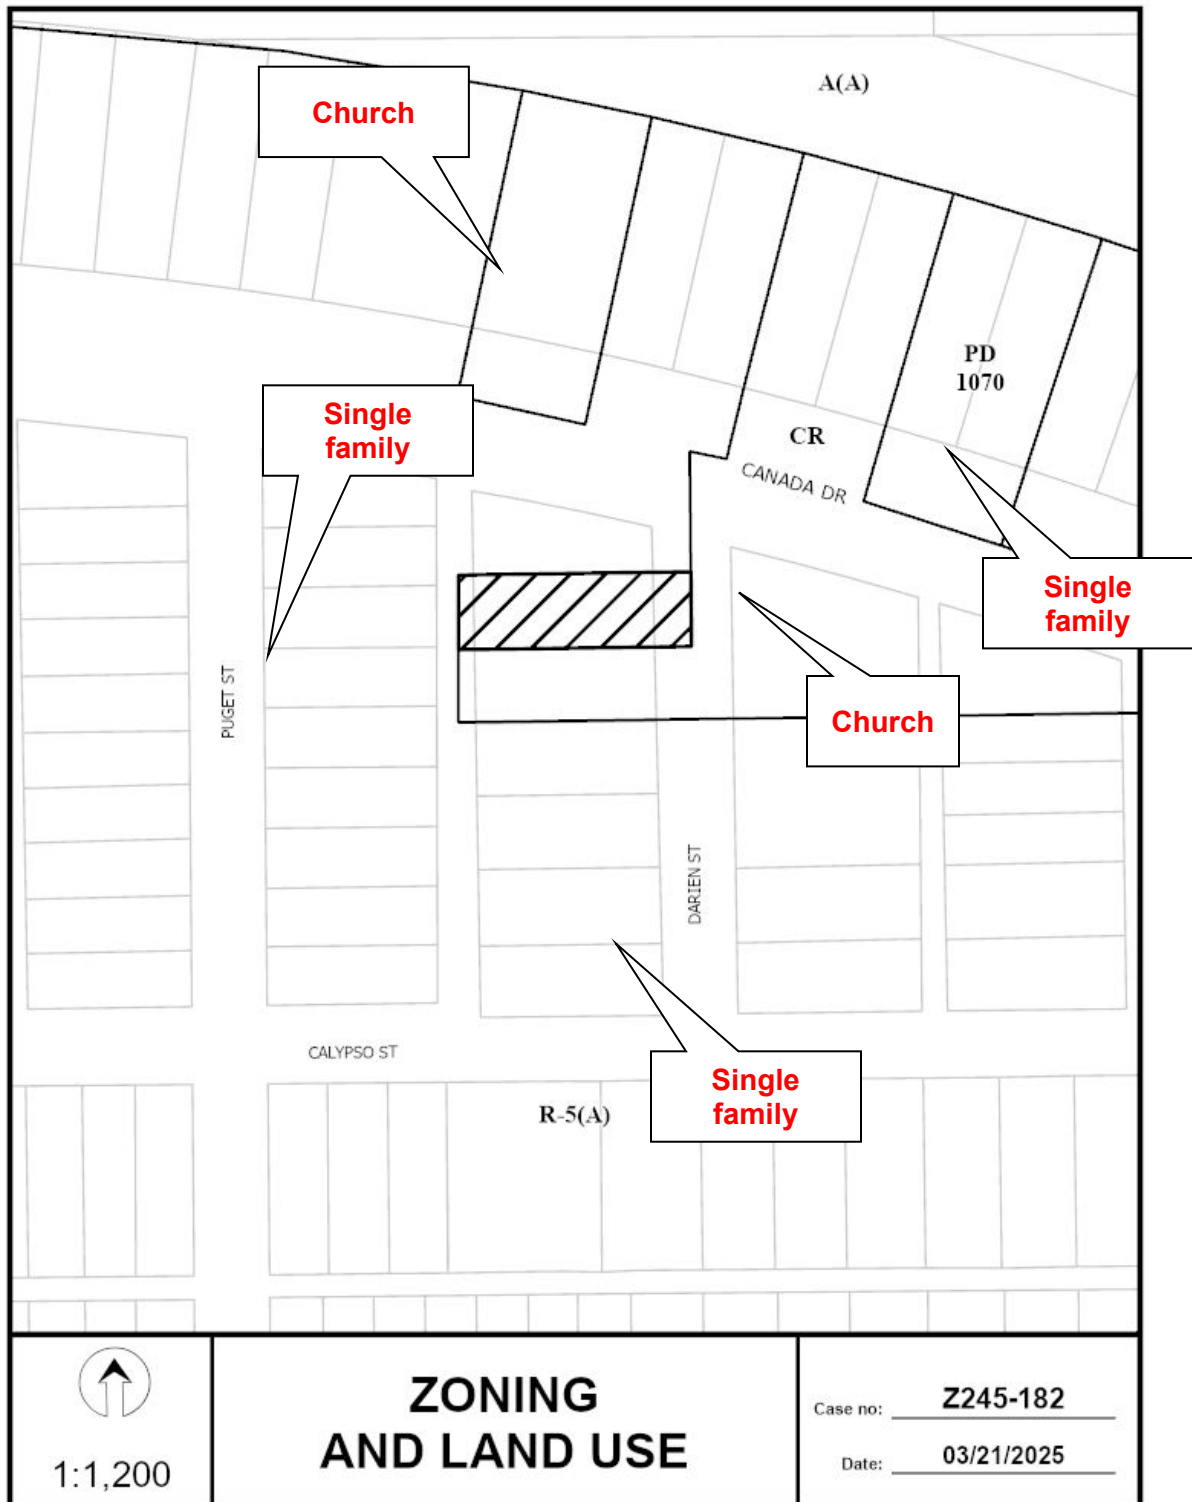 A(A)
Church
PD
1070
Single
family
CR
CANADA DR
Single
family
PUGET ST
Church
DARIEN ST
Single
family
CALYPSO ST
R-5(A)
1:1,200
ZONING
AND LAND USE
Case no: Z245-182
Date: 03/21/2025